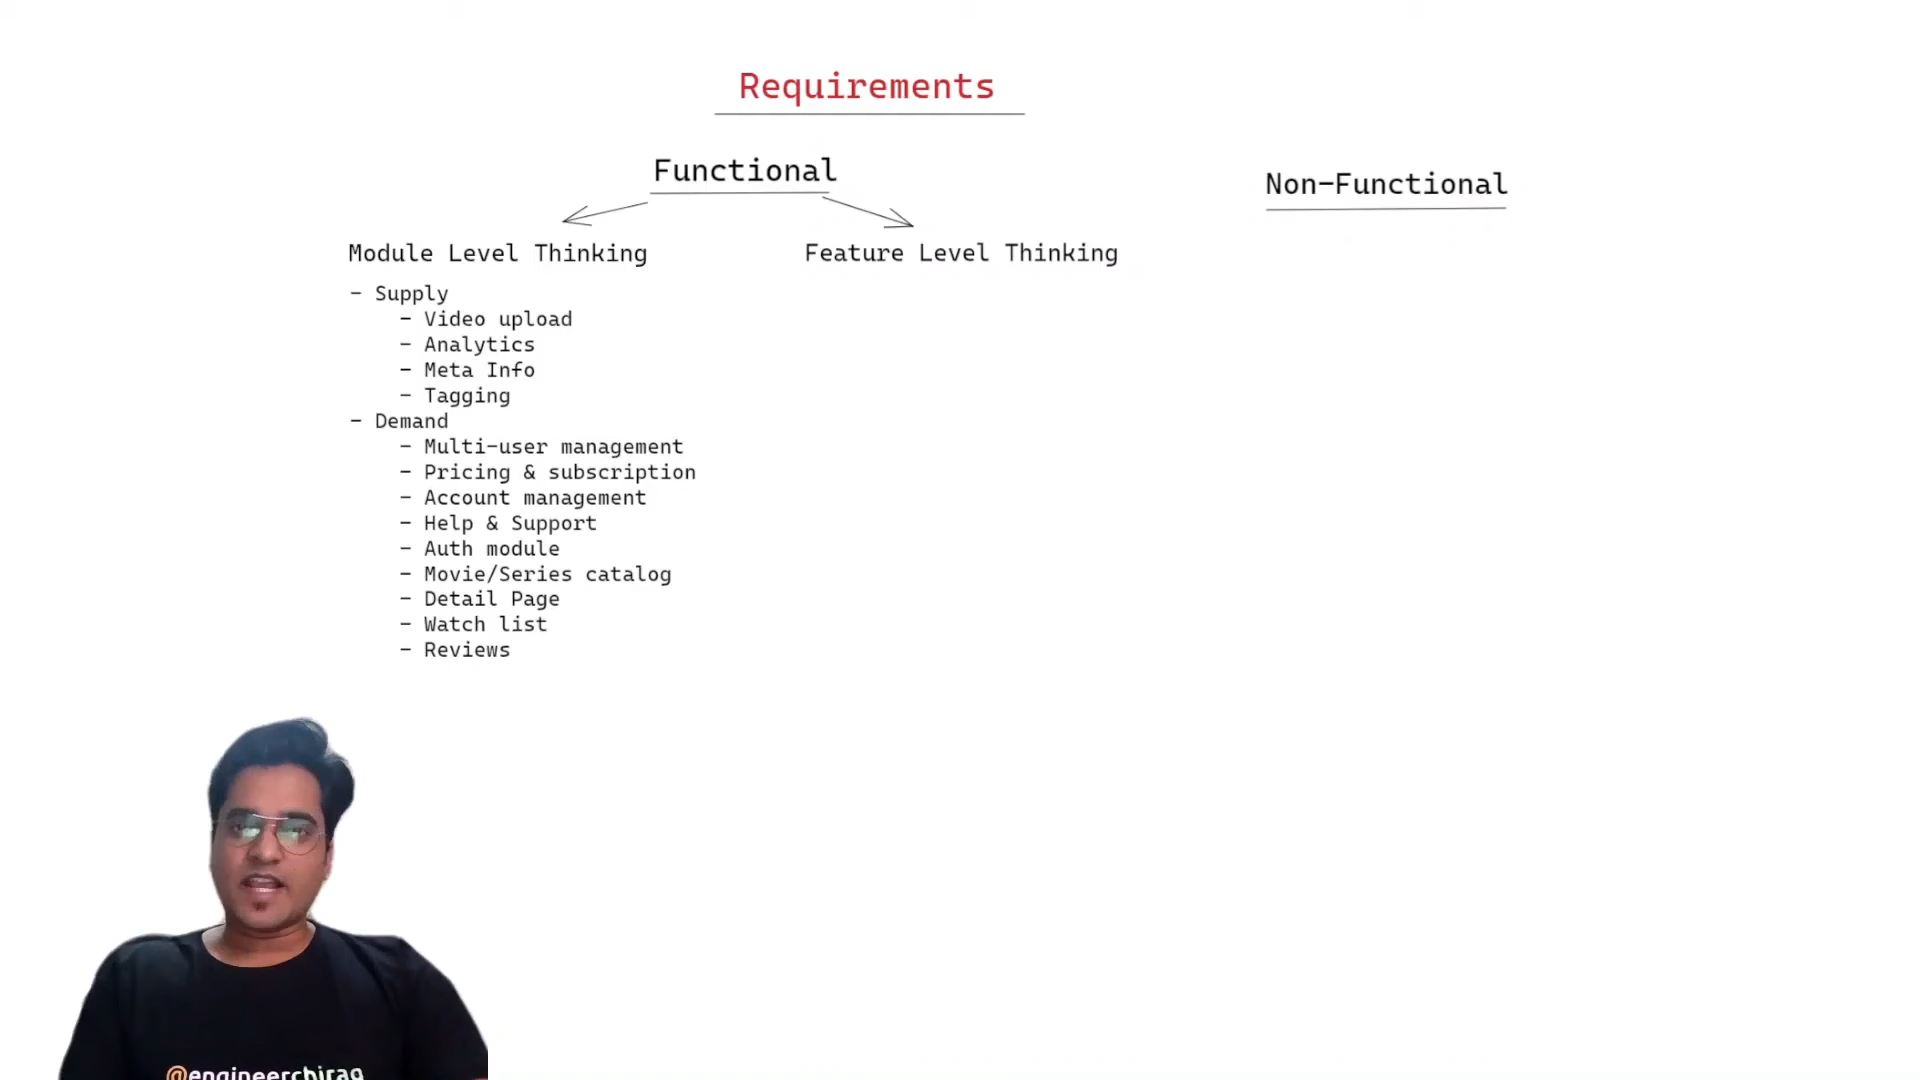 Requirements
Functional
Non-Functional
Module Level Thinking
Feature Level Thinking
- Supply
- Video upload
- Analytics
- Meta Info
- Tagging
- Demand
- Multi-user management
- Pricing & subscription
- Account management
- Help & Support
- Auth module
- Movie/Series catalog
- Detail Page
- Watch list
- Reviews
@engineerchirag